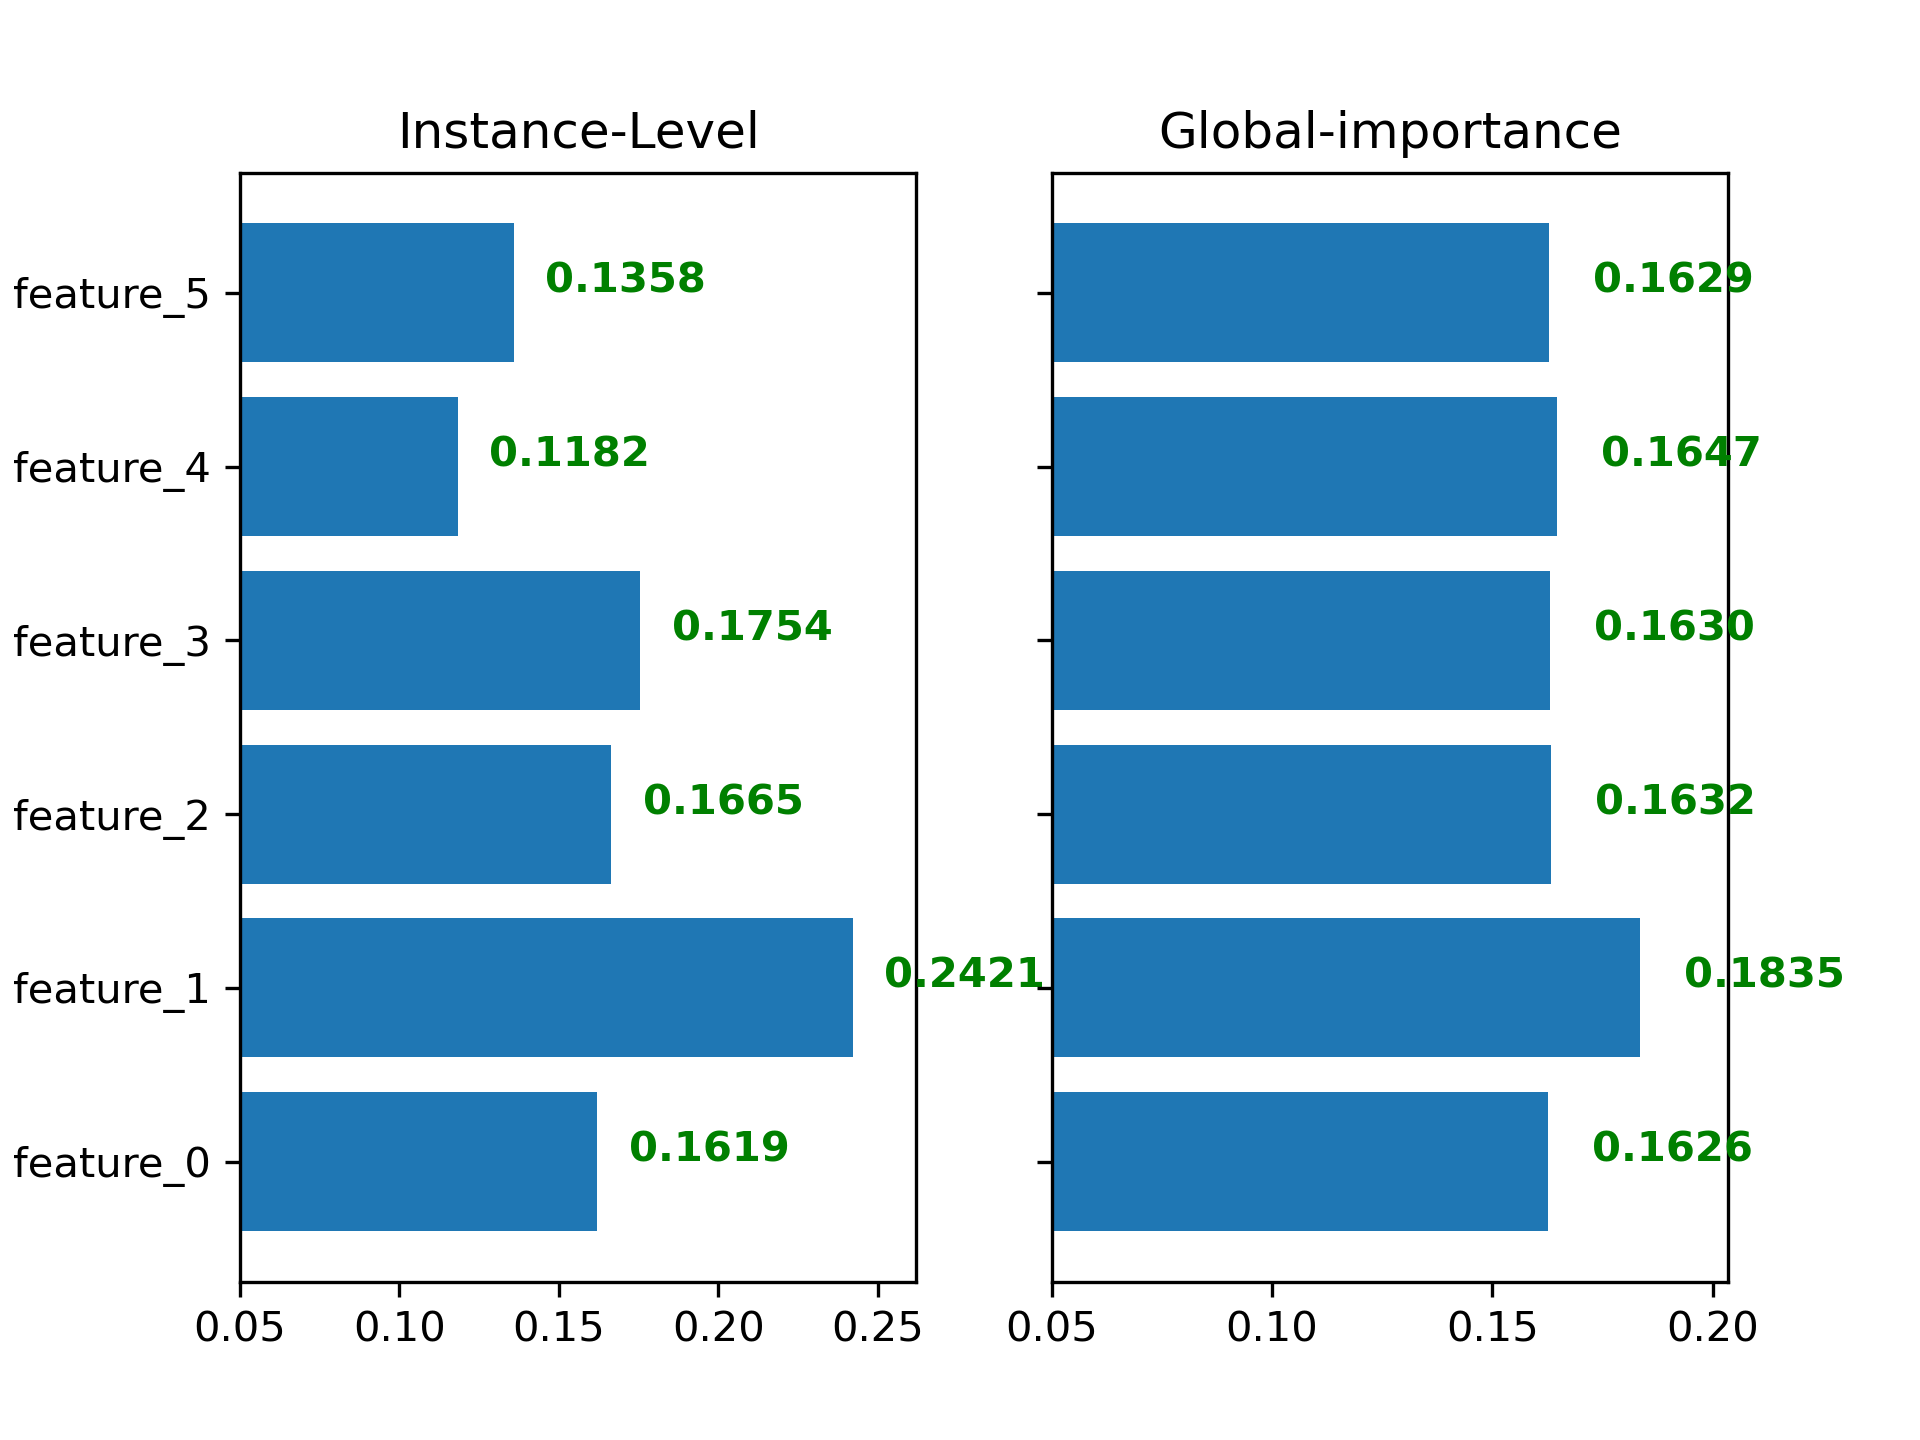 Instance-Level
Global-importance
feature_5
0.1358
0.1629
feature_4
0.1182
0.1647
feature_3
0.1754
0.1630
feature_2
0.1665
0.1632
feature_1
0.2421
0.1835
feature_0
0.1619
0.1626
0.05 0.10 0.15 0.20 0.25
0.05 0.10 0.15 0.20